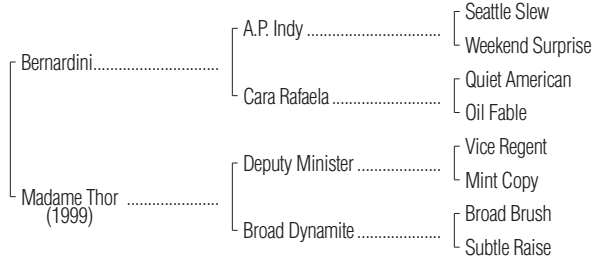 Seattle Slew
A.P. Indy ..............................
Weekend Surprise
Bernardini............................
Quiet American
Cara Rafaela ........................
Oil Fable
Vice Regent
Deputy Minister ..................
Mint Copy
Madame Thor ....................
(1999)
Broad Brush
Broad Dynamite ..................
Subtle Raise